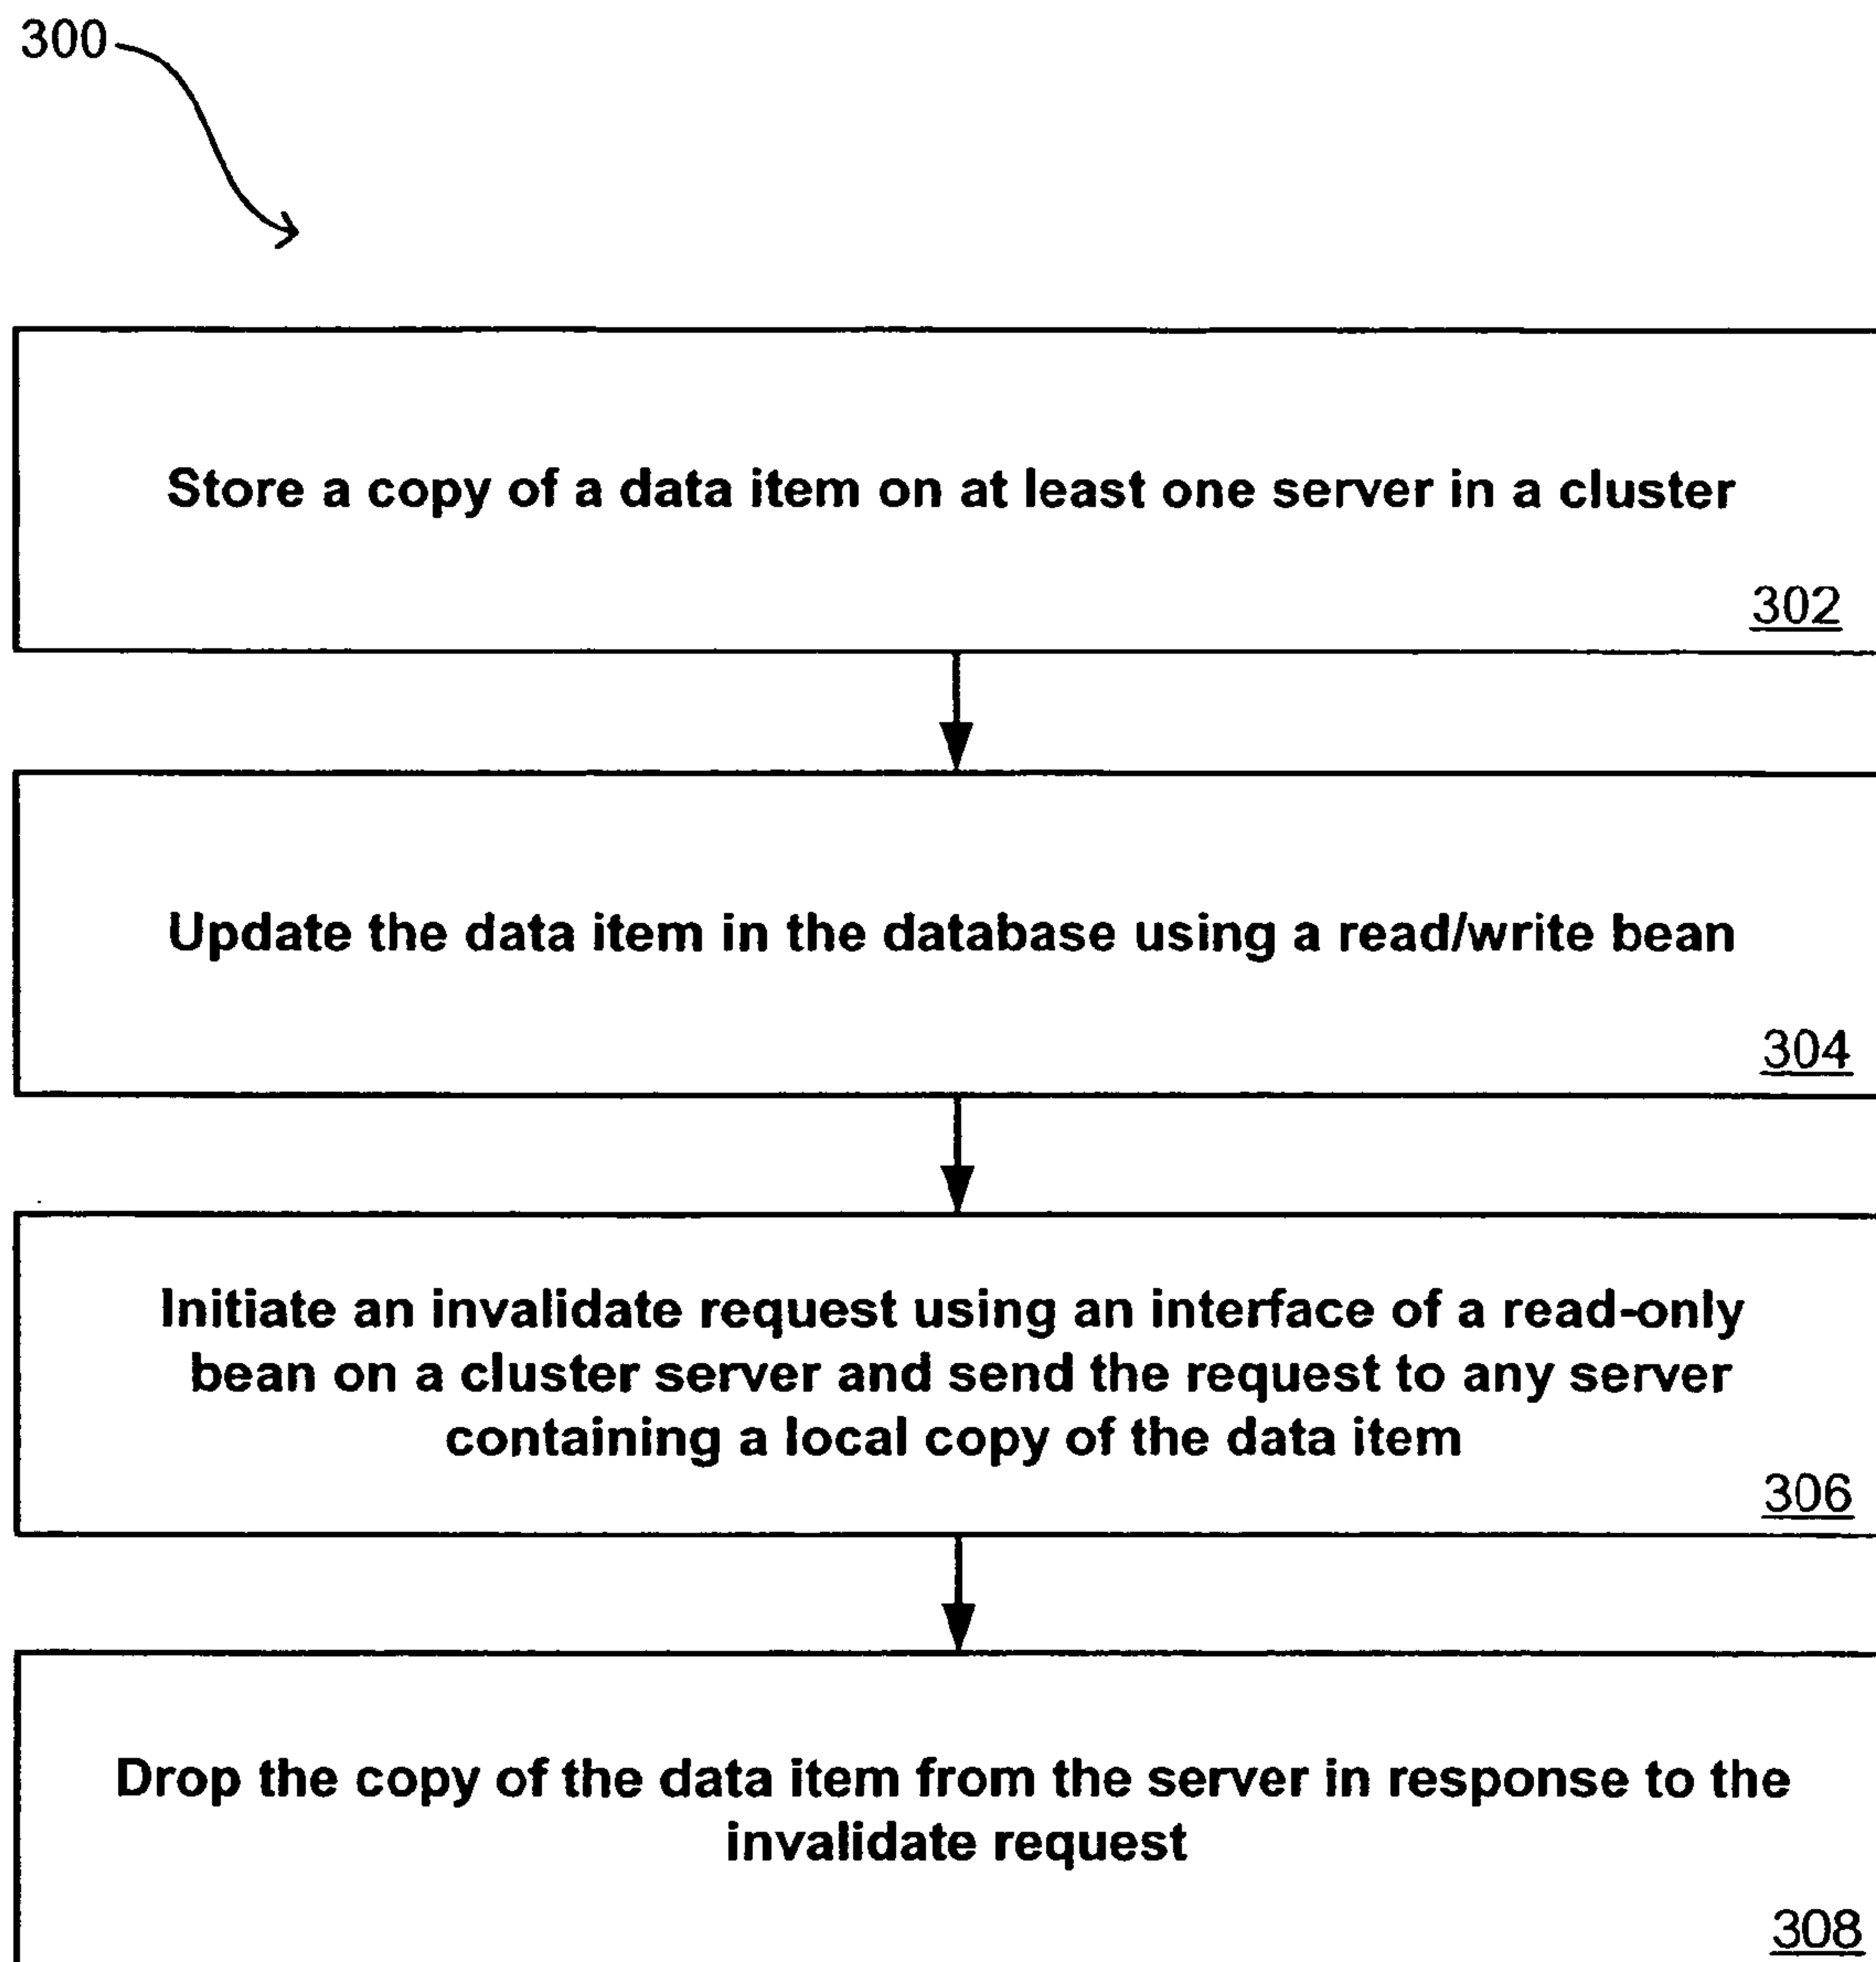 300
Store a copy of a data item on at least one server in a cluster
302
Update the data item in the database using a read/write bean
304
Initiate an invalidate request using an interface of a read-only
bean on a cluster server and send the request to any server
containing a local copy of the data item
306
Drop the copy of the data item from the server in response to the
invalidate request
308